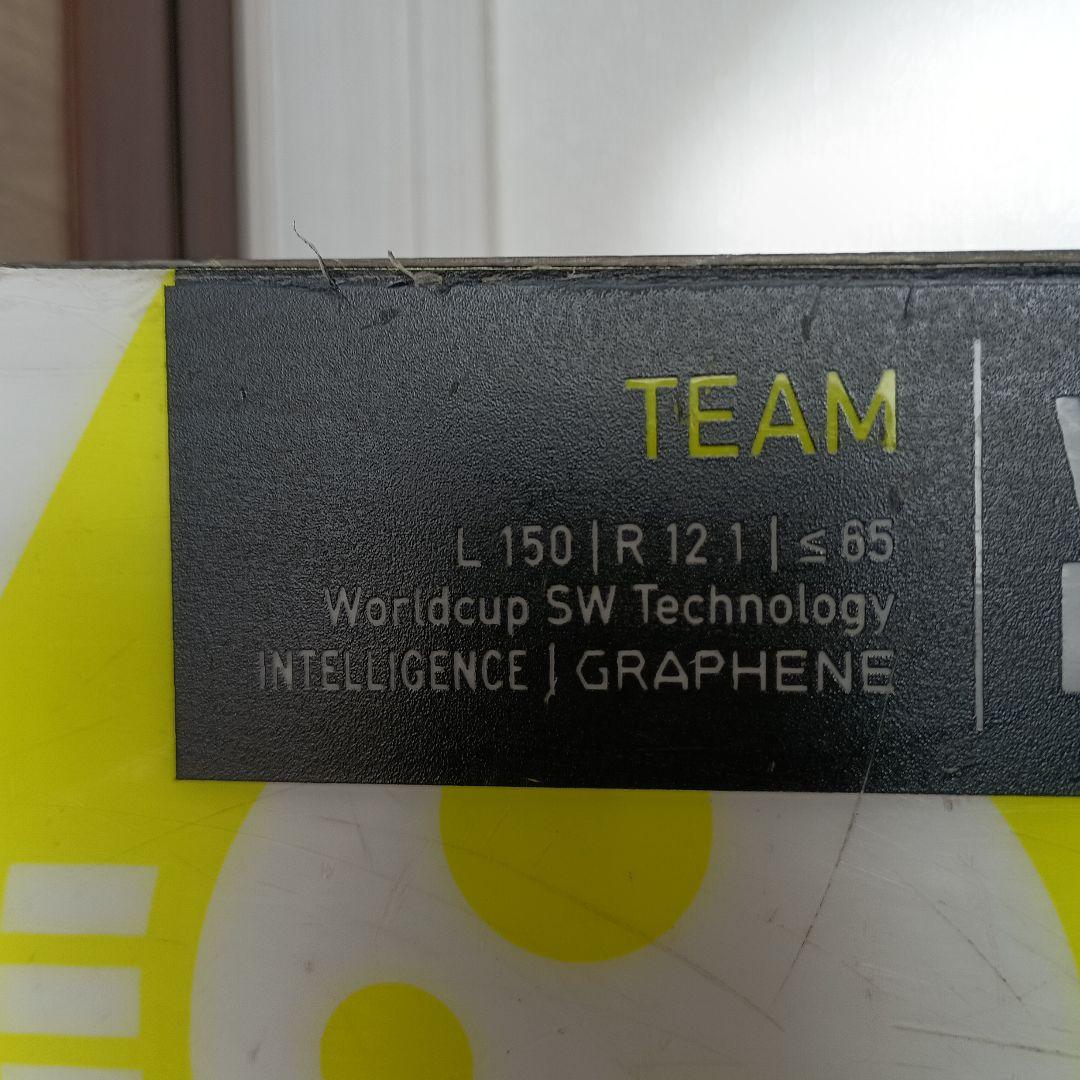 TEAM
L 150 | R 12.1 | ≤ 65
Worldcup SW Technology
INTELLIGENCE | GRAPHENE